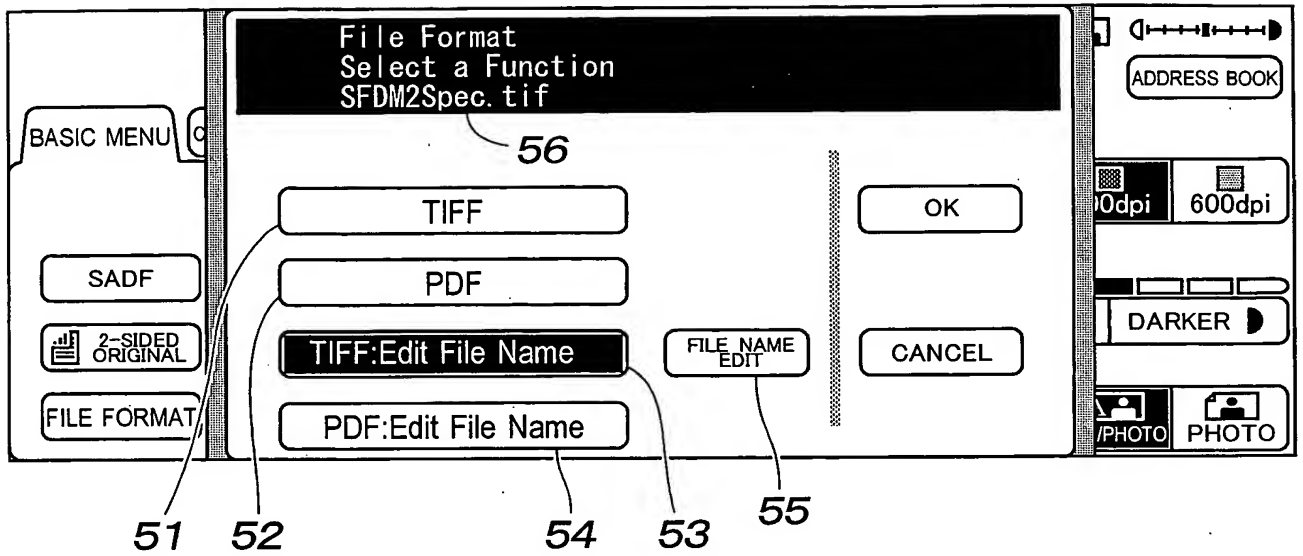 File Format
Select a Function
SFDM2Spec.tif
56
ADDRESS BOOK
BASIC MENU
TIFF
OK
600dpi
SADF
PDF
DARKER
2-SIDED
ORIGINAL
TIFF:Edit File Name
FILE NAME
EDIT
CANCEL
FILE FORMAT
PDF:Edit File Name
/PHOTO
PHOTO
51
52
54
53
55